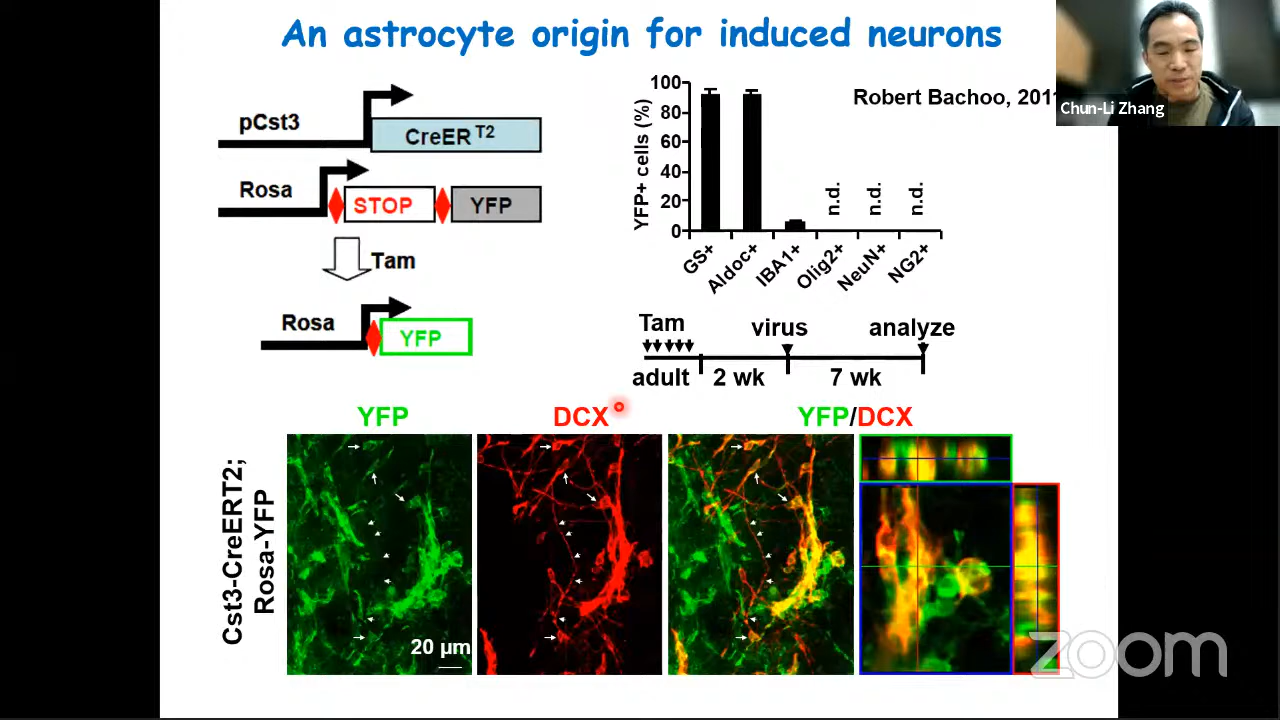 An astrocyte origin for induced neurons
Chun-Li Zhang
pCst3
CreER T2
Rosa
STOP
YFP
Tam
Rosa
YFP
Robert Bachoo,
YFP+ cells (%)
100
80
60
40
20
0
n.d.
n.d.
n.d.
GS+
Aldoc+
IBA1+
Olig2+
NeuN+
NG2+
Tam
virus
analyze
adult
2 wk
7 wk
YFP
DCX
YFP/DCX
Cst3-CreERT2;
Rosa-YFP
20 µm
zoom